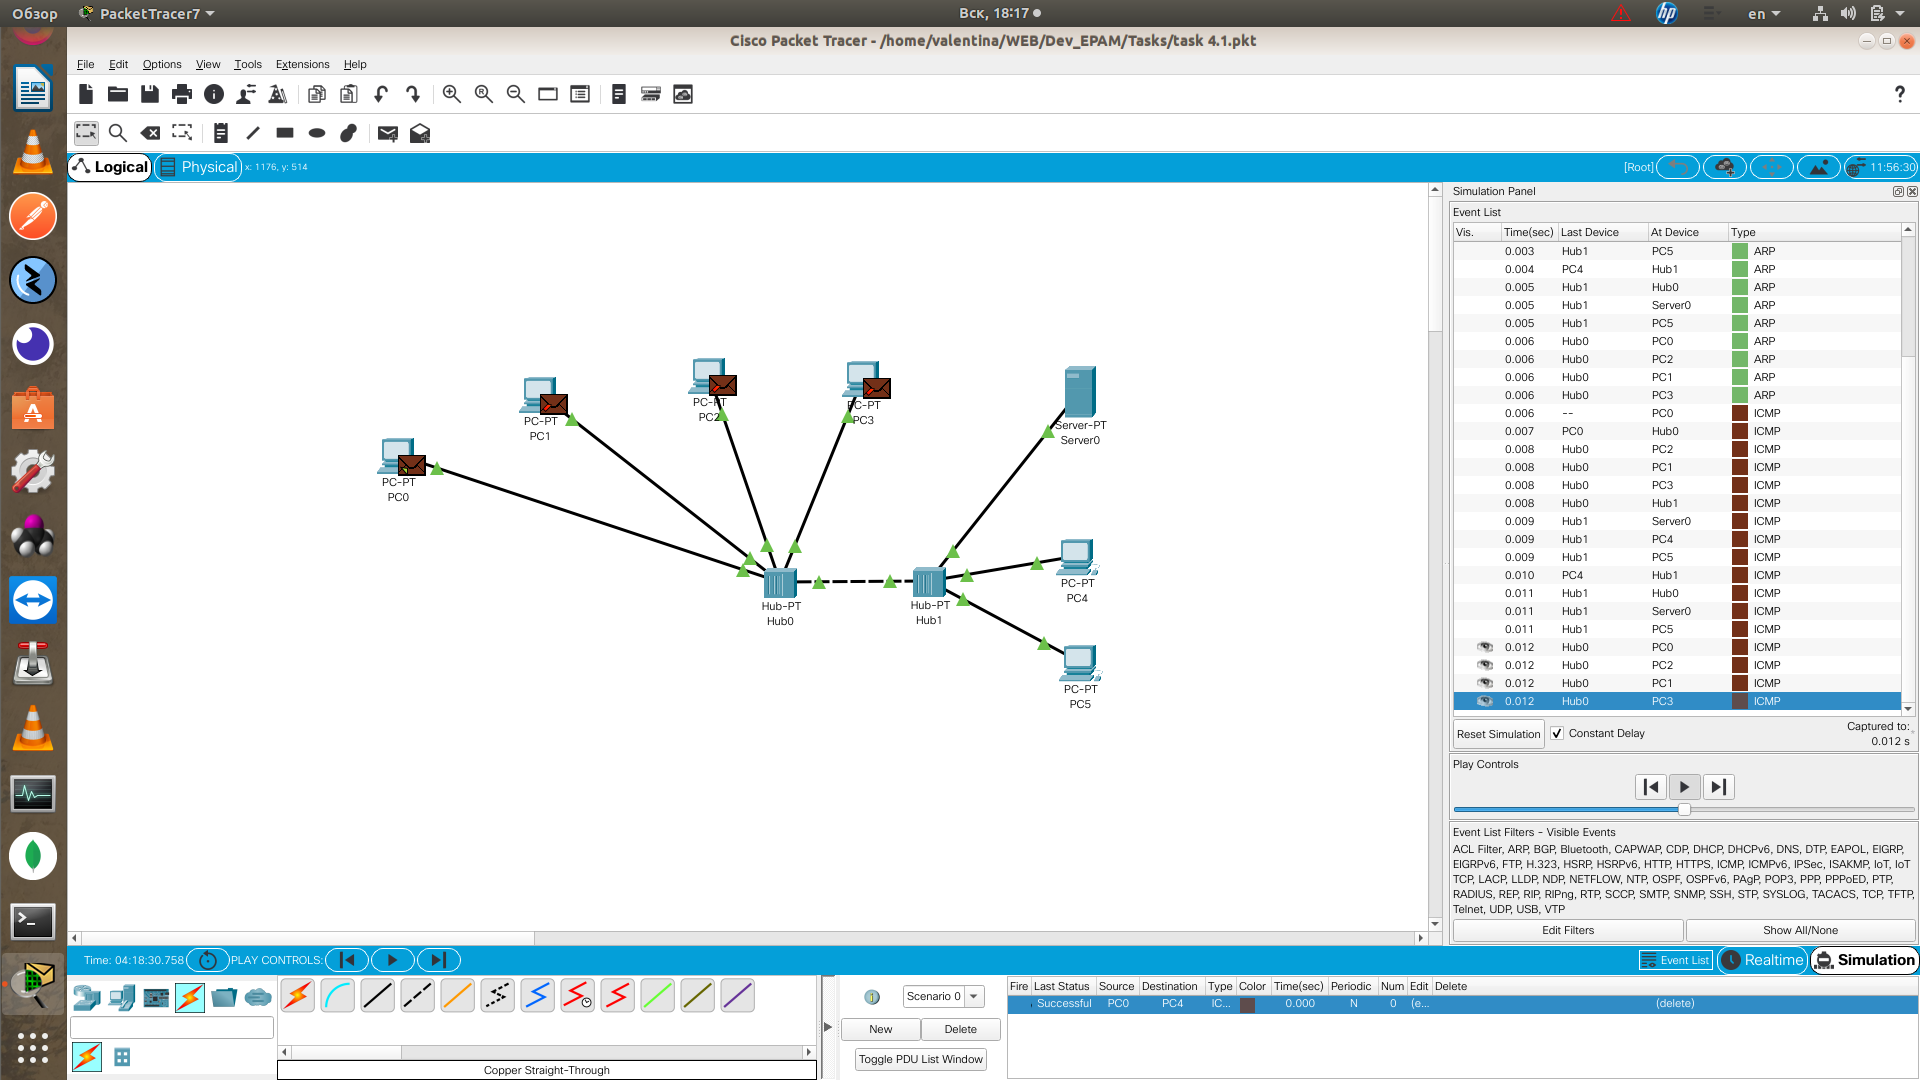 Обзор
PacketTracer7
Вск, 18:17
en
Cisco Packet Tracer - /home/valentina/WEB/Dev_EPAM/Tasks/task 4.1.pkt
File Edit Options View Tools Extensions Help
Logical
Physical
x: 1176, y: 514
[Root]
11:56:30
PC-PT
PC0
PC-PT
PC1
PC-PT
PC2
PC-PT
PC3
Server-PT
Server0
Hub-PT
Hub0
Hub-PT
Hub1
PC-PT
PC4
PC-PT
PC5
Simulation Panel
Event List
Vis. Time(sec) Last Device At Device Type
0.003 Hub1 PC5 ARP
0.004 PC4 Hub1 ARP
0.005 Hub1 Hub0 ARP
0.005 Hub1 Server0 ARP
0.005 Hub1 PC5 ARP
0.006 Hub0 PC0 ARP
0.006 Hub0 PC2 ARP
0.006 Hub0 PC1 ARP
0.006 Hub0 PC3 ARP
0.006 -- PC0 ICMP
0.007 PC0 Hub0 ICMP
0.008 Hub0 PC2 ICMP
0.008 Hub0 PC1 ICMP
0.008 Hub0 PC3 ICMP
0.008 Hub0 Hub1 ICMP
0.009 Hub1 Server0 ICMP
0.009 Hub1 PC4 ICMP
0.009 Hub1 PC5 ICMP
0.010 PC4 Hub1 ICMP
0.011 Hub1 Hub0 ICMP
0.011 Hub1 Server0 ICMP
0.011 Hub1 PC5 ICMP
0.012 Hub0 PC0 ICMP
0.012 Hub0 PC2 ICMP
0.012 Hub0 PC1 ICMP
0.012 Hub0 PC3 ICMP
Reset Simulation
Constant Delay
Captured to:
0.012 s
Play Controls
Event List Filters - Visible Events
ACL Filter, ARP, BGP, Bluetooth, CAPWAP, CDP, DHCP, DHCPv6, DNS, DTP, EAPOL, EIGRP,
EIGRPv6, FTP, H.323, HSRP, HSRPv6, HTTP, HTTPS, ICMP, ICMPv6, IPSec, ISAKMP, IoT, IoT
TCP, LACP, LLDP, NDP, NETFLOW, NTP, OSPF, OSPFv6, PAgP, POP3, PPP, PPPoED, PTP,
RADIUS, REP, RIP, RIPng, RTP, SCCP, SMTP, SNMP, SSH, STP, SYSLOG, TACACS, TCP, TFTP,
Telnet, UDP, USB, VTP
Edit Filters
Show All/None
Time: 04:18:30.758
PLAY CONTROLS:
Event List
Realtime
Simulation
Scenario 0
New
Delete
Toggle PDU List Window
Fire Last Status Source Destination Type Color Time(sec) Periodic Num Edit Delete
Successful PC0 PC4 IC... 0.000 N 0 (e... (delete)
Copper Straight-Through